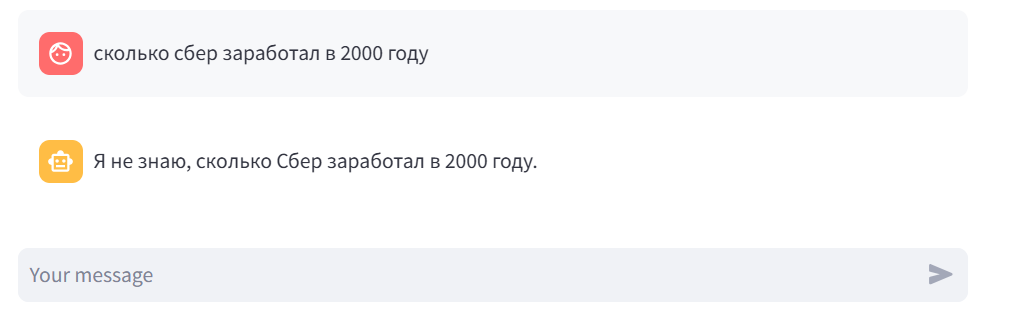 сколько сбер заработал в 2000 году
Я не знаю, сколько Сбер заработал в 2000 году.
Your message